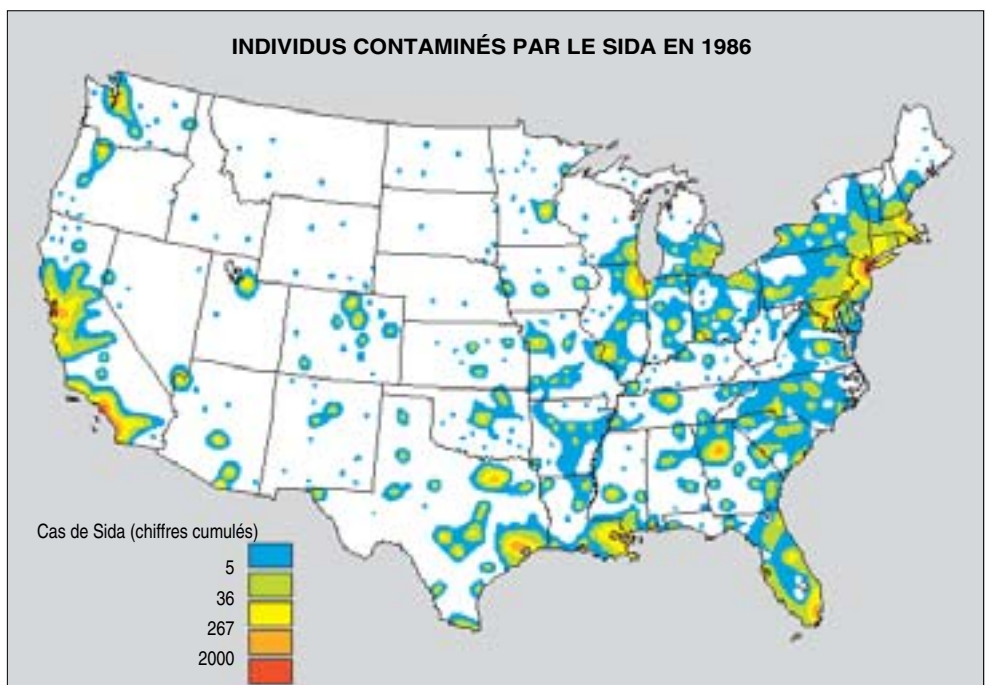 INDIVIDUS CONTAMINÉS PAR LE SIDA EN 1986
Cas de Sida (chiffres cumulés)
5
36
267
2000